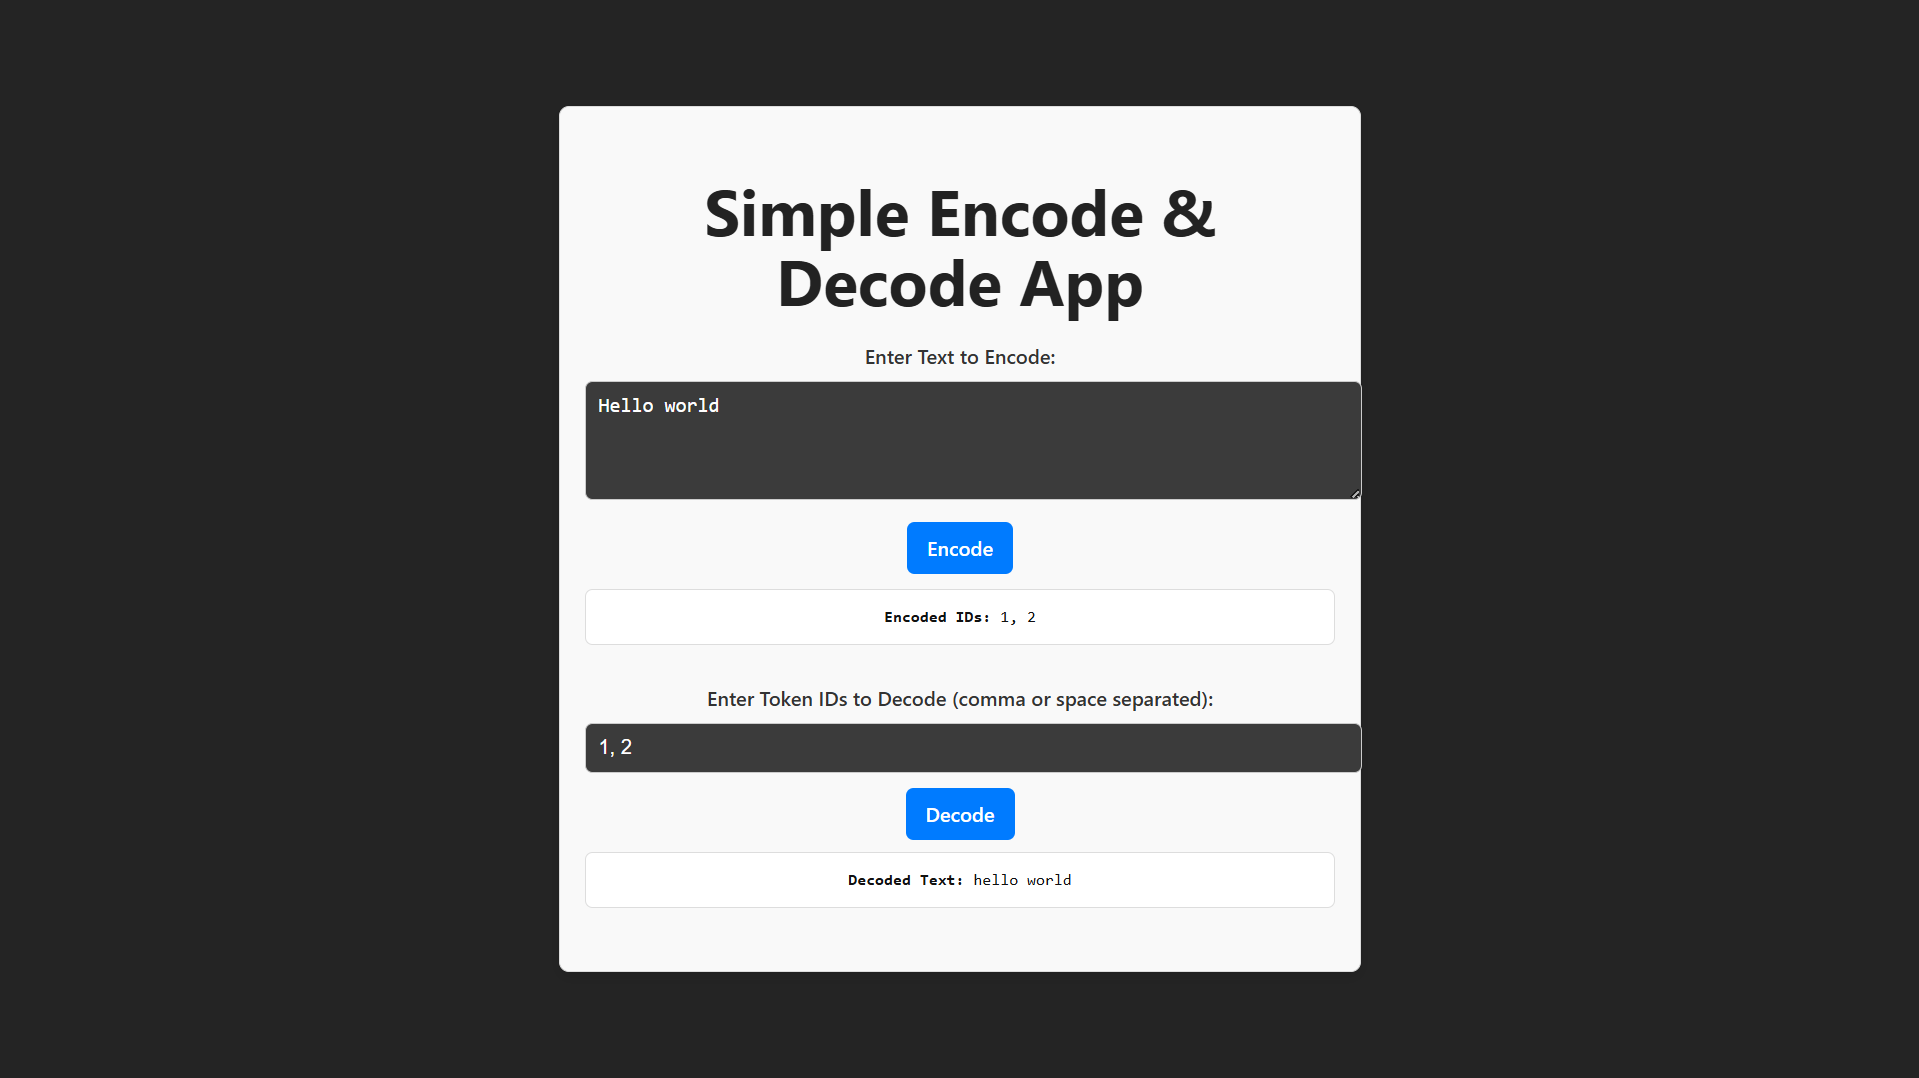 Simple Encode &
Decode App
Enter Text to Encode:
Hello world
Encode
Encoded IDs: 1, 2
Enter Token IDs to Decode (comma or space separated):
1, 2
Decode
Decoded Text: hello world